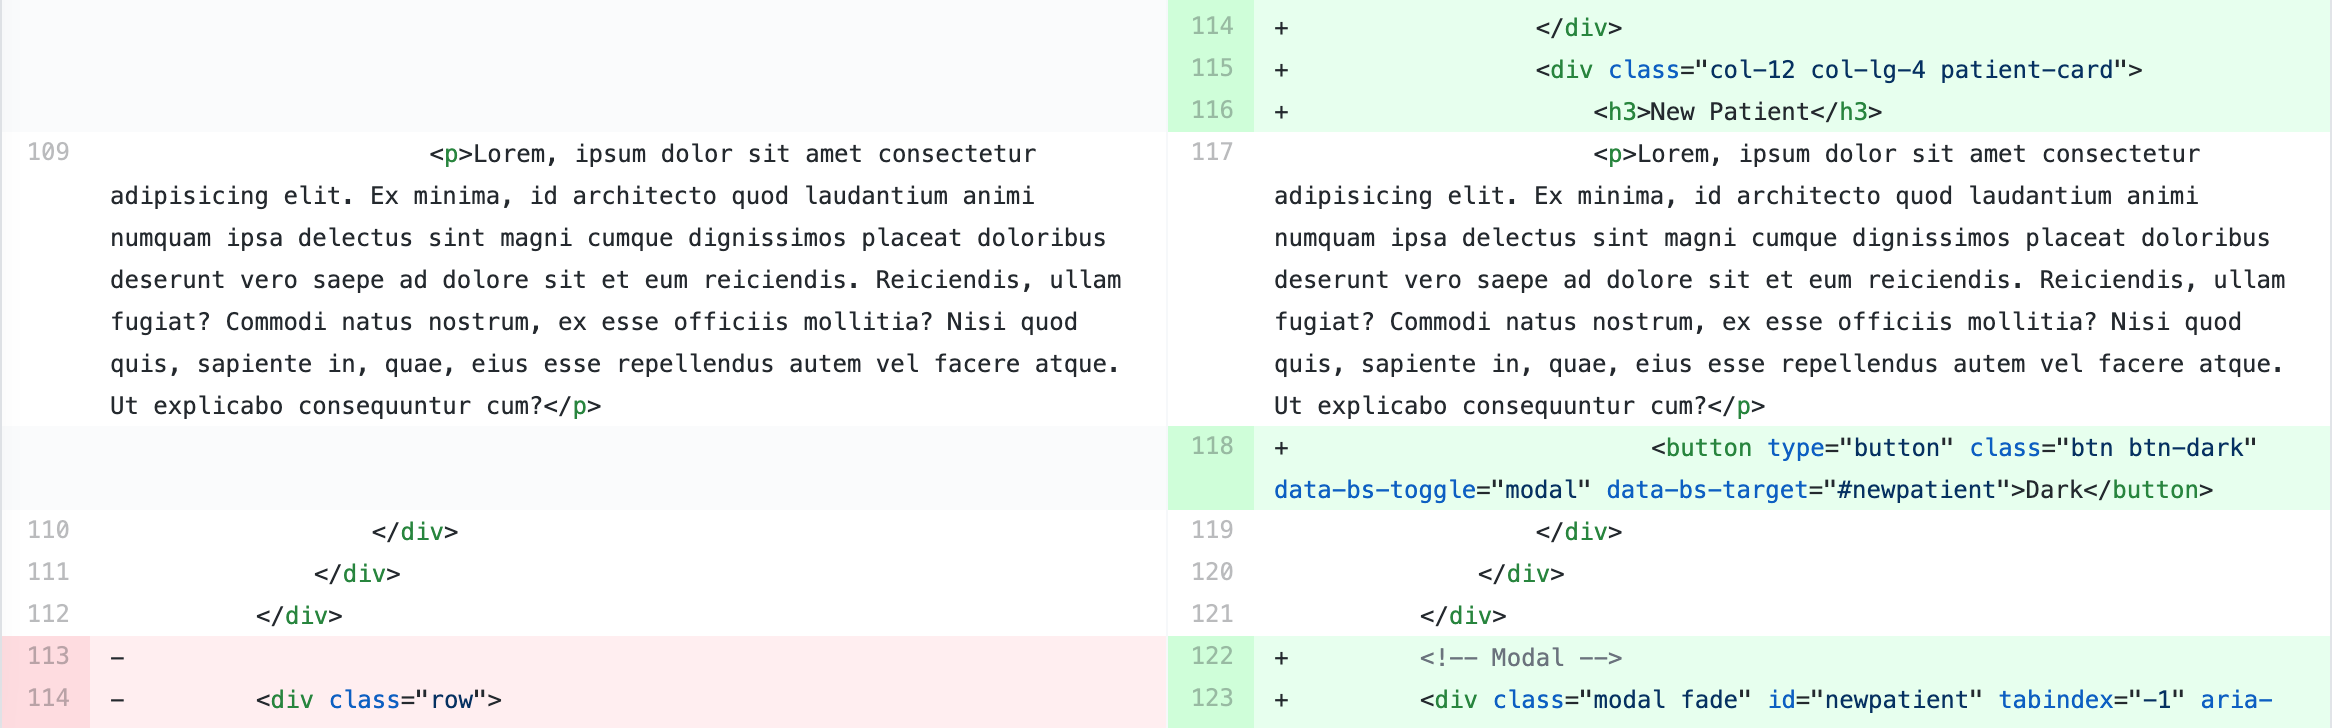 114 + </div>
115 + <div class="col-12 col-lg-4 patient-card">
116 + <h3>New Patient</h3>
109 <p>Lorem, ipsum dolor sit amet consectetur
adipisicing elit. Ex minima, id architecto quod laudantium animi
numquam ipsa delectus sint magni cumque dignissimos placeat doloribus
deserunt vero saepe ad dolore sit et eum reiciendis. Reiciendis, ullam
fugiat? Commodi natus nostrum, ex esse officiis mollitia? Nisi quod
quis, sapiente in, quae, eius esse repellendus autem vel facere atque.
Ut explicabo consequuntur cum?</p>
117 <p>Lorem, ipsum dolor sit amet consectetur
adipisicing elit. Ex minima, id architecto quod laudantium animi
numquam ipsa delectus sint magni cumque dignissimos placeat doloribus
deserunt vero saepe ad dolore sit et eum reiciendis. Reiciendis, ullam
fugiat? Commodi natus nostrum, ex esse officiis mollitia? Nisi quod
quis, sapiente in, quae, eius esse repellendus autem vel facere atque.
Ut explicabo consequuntur cum?</p>
118 + <button type="button" class="btn btn-dark"
data-bs-toggle="modal" data-bs-target="#newpatient">Dark</button>
110 </div>
119 </div>
111 </div>
120 </div>
112 </div>
121 </div>
113 -
122 + <!-- Modal -->
114 - <div class="row">
123 + <div class="modal fade" id="newpatient" tabindex="-1" aria-